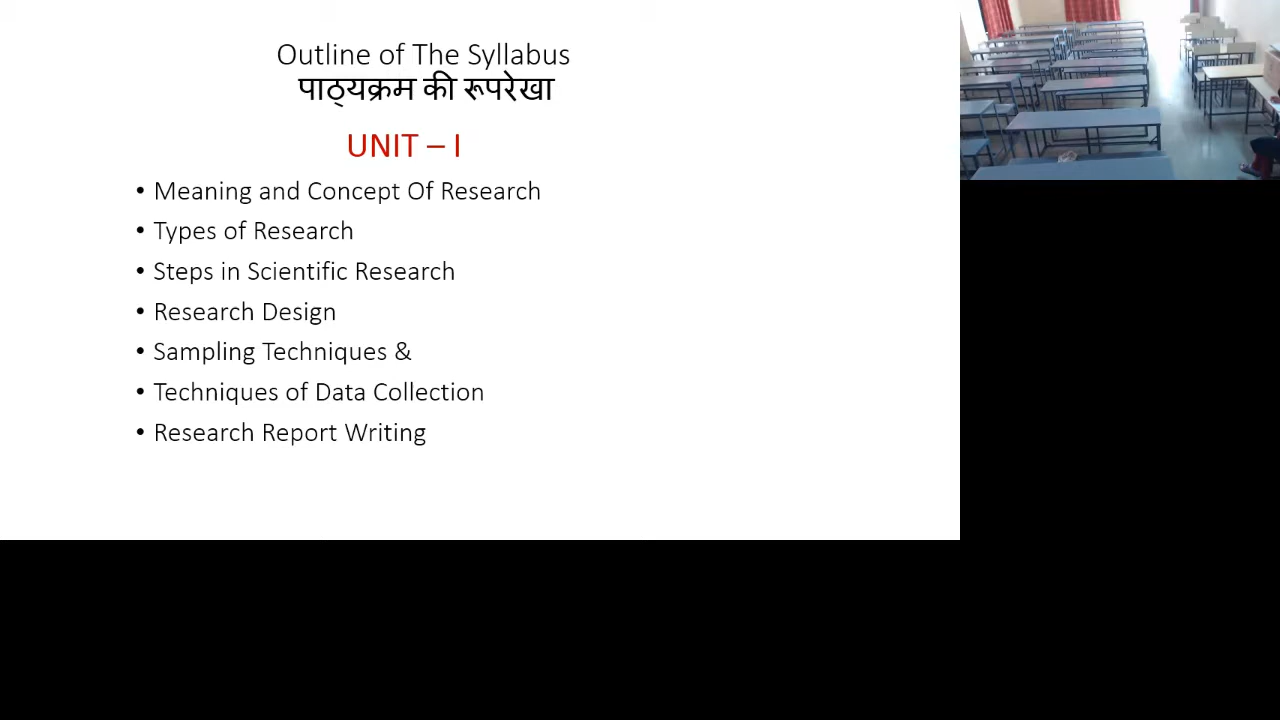 Outline of The Syllabus
पाठ्यक्रम की रूपरेखा
UNIT – I
• Meaning and Concept Of Research
• Types of Research
• Steps in Scientific Research
• Research Design
• Sampling Techniques &
• Techniques of Data Collection
• Research Report Writing